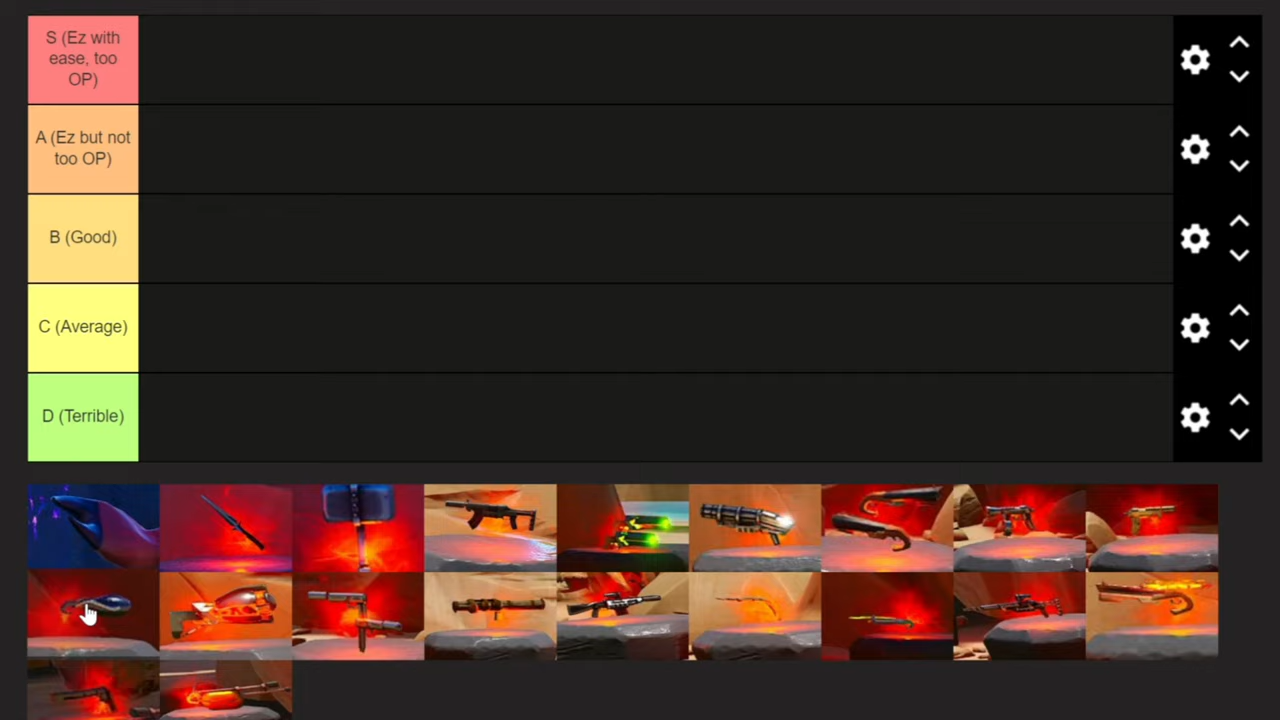 S (Ez with
ease, too
OP)
A (Ez but not
too OP)
B (Good)
C (Average)
D (Terrible)